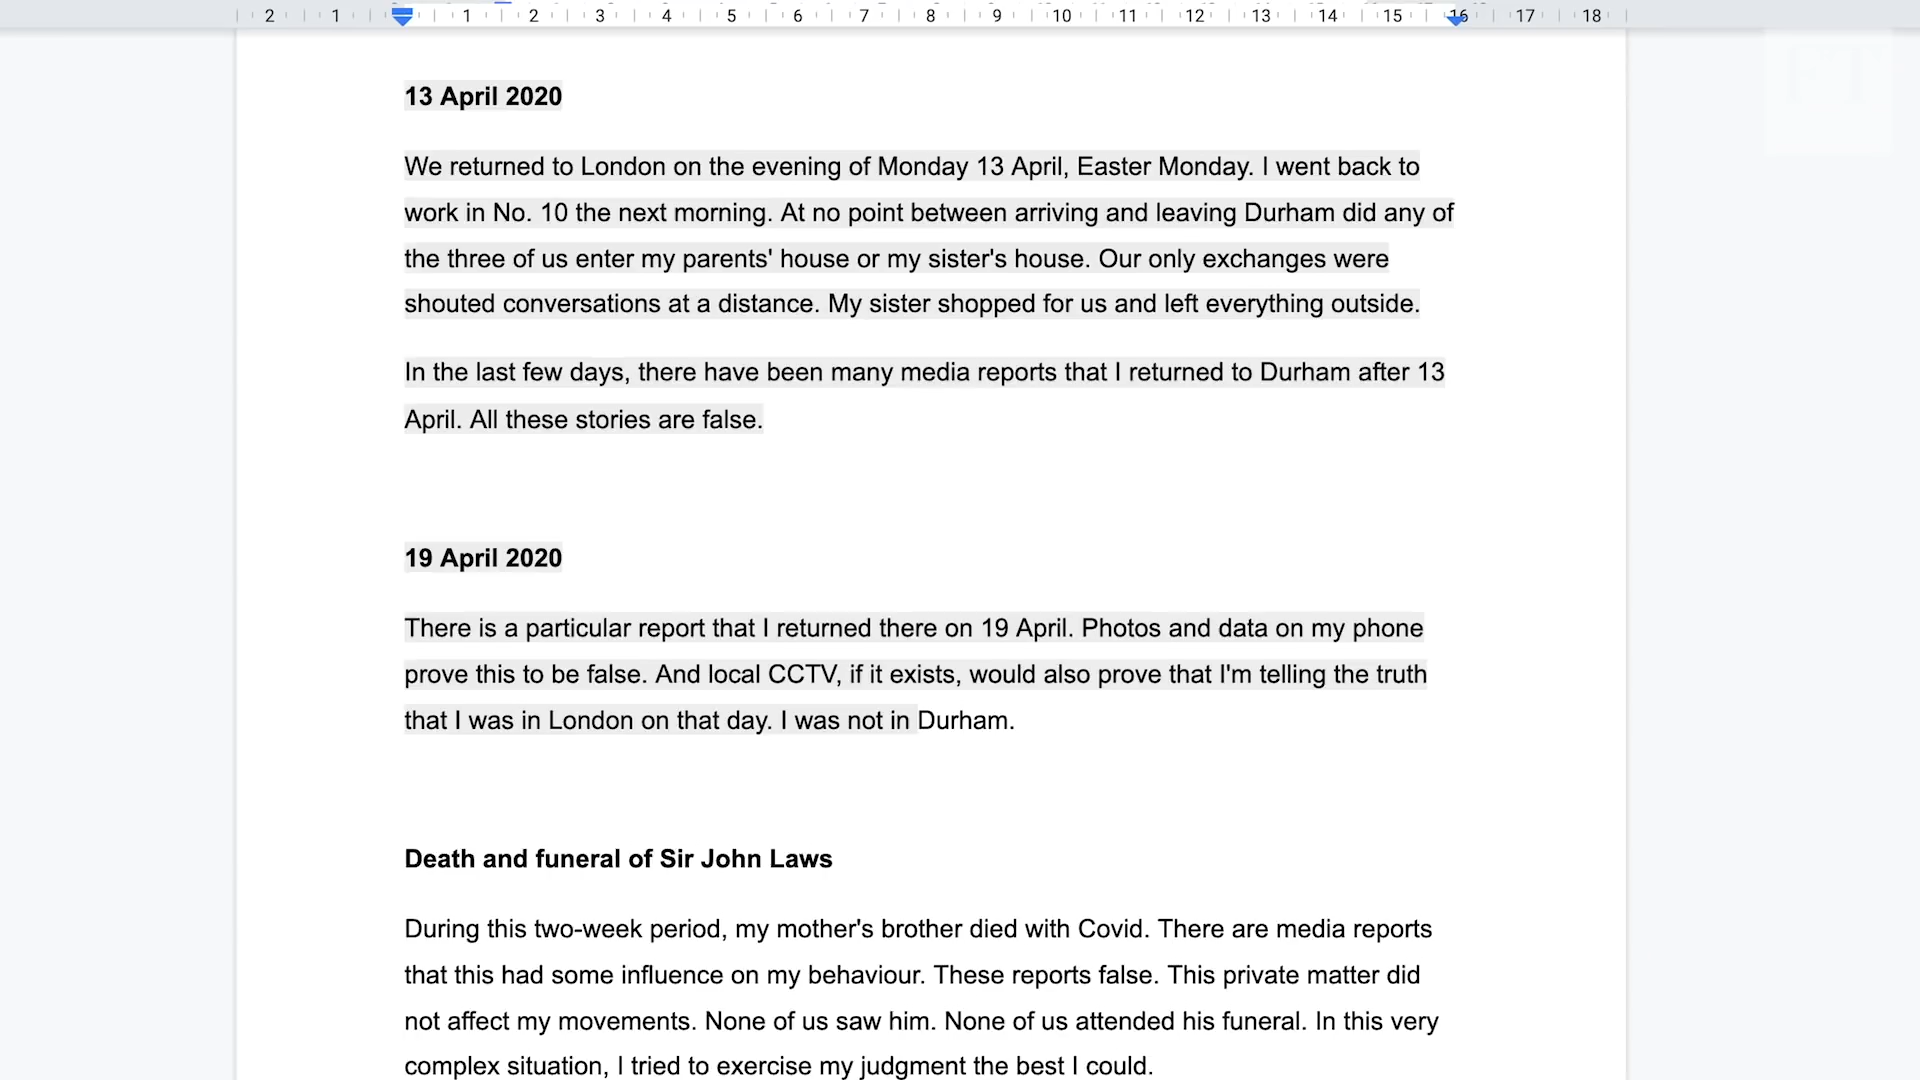 2 1 1 2 3 4 5 6 7 8 9 10 11 12 13 14 15 16 17 18
FT
13 April 2020
We returned to London on the evening of Monday 13 April, Easter Monday. I went back to
work in No. 10 the next morning. At no point between arriving and leaving Durham did any of
the three of us enter my parents' house or my sister's house. Our only exchanges were
shouted conversations at a distance. My sister shopped for us and left everything outside.
In the last few days, there have been many media reports that I returned to Durham after 13
April. All these stories are false.
19 April 2020
There is a particular report that I returned there on 19 April. Photos and data on my phone
prove this to be false. And local CCTV, if it exists, would also prove that I'm telling the truth
that I was in London on that day. I was not in Durham.
Death and funeral of Sir John Laws
During this two-week period, my mother's brother died with Covid. There are media reports
that this had some influence on my behaviour. These reports false. This private matter did
not affect my movements. None of us saw him. None of us attended his funeral. In this very
complex situation, I tried to exercise my judgment the best I could.